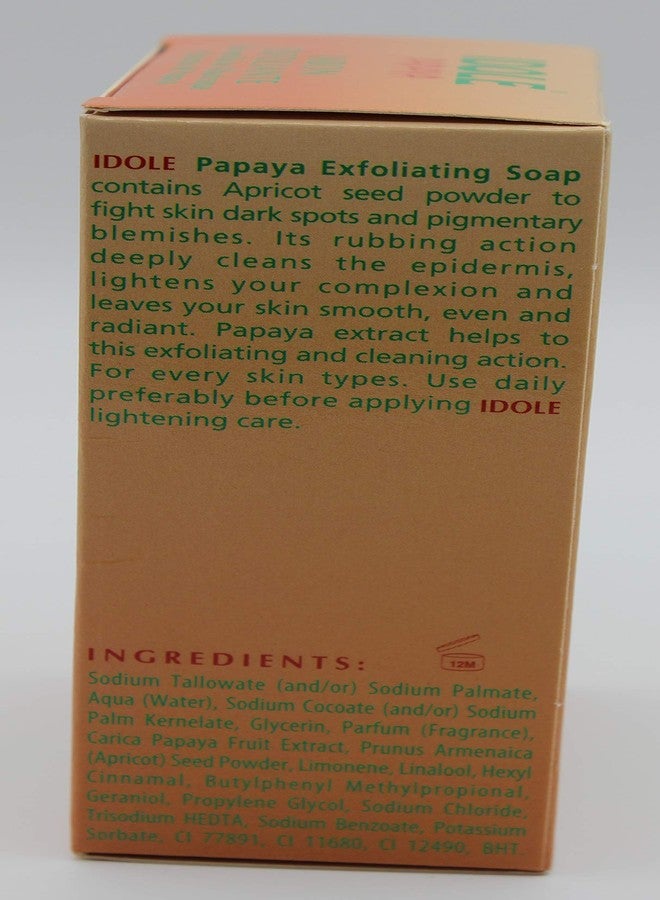 IDOLE
IDOLE Papaya Exfoliating Soap
contains Apricot seed powder to
fight skin dark spots and pigmentary
blemishes. Its rubbing action
deeply cleans the epidermis,
lightens your complexion and
leaves your skin smooth, even and
radiant. Papaya extract helps to
this exfoliating and cleaning action.
For every skin types. Use daily
preferably before applying IDOLE
lightening care.
INGREDIENTS:
12M
Sodium Tallowate (and/or) Sodium Palmate,
Aqua (Water), Sodium Cocoate (and/or) Sodium
Palm Kernelate, Glycerin, Parfum (Fragrance),
Carica Papaya Fruit Extract, Prunus Armenaica
(Apricot) Seed Powder, Limonene, Linalool, Hexyl
Cinnamal, Butylphenyl Methylpropional,
Geraniol, Propylene Glycol, Sodium Chloride,
Trisodium HEDTA, Sodium Benzoate, Potassium
Sorbate, CI 77891, CI 11680, CI 12490, BHT.